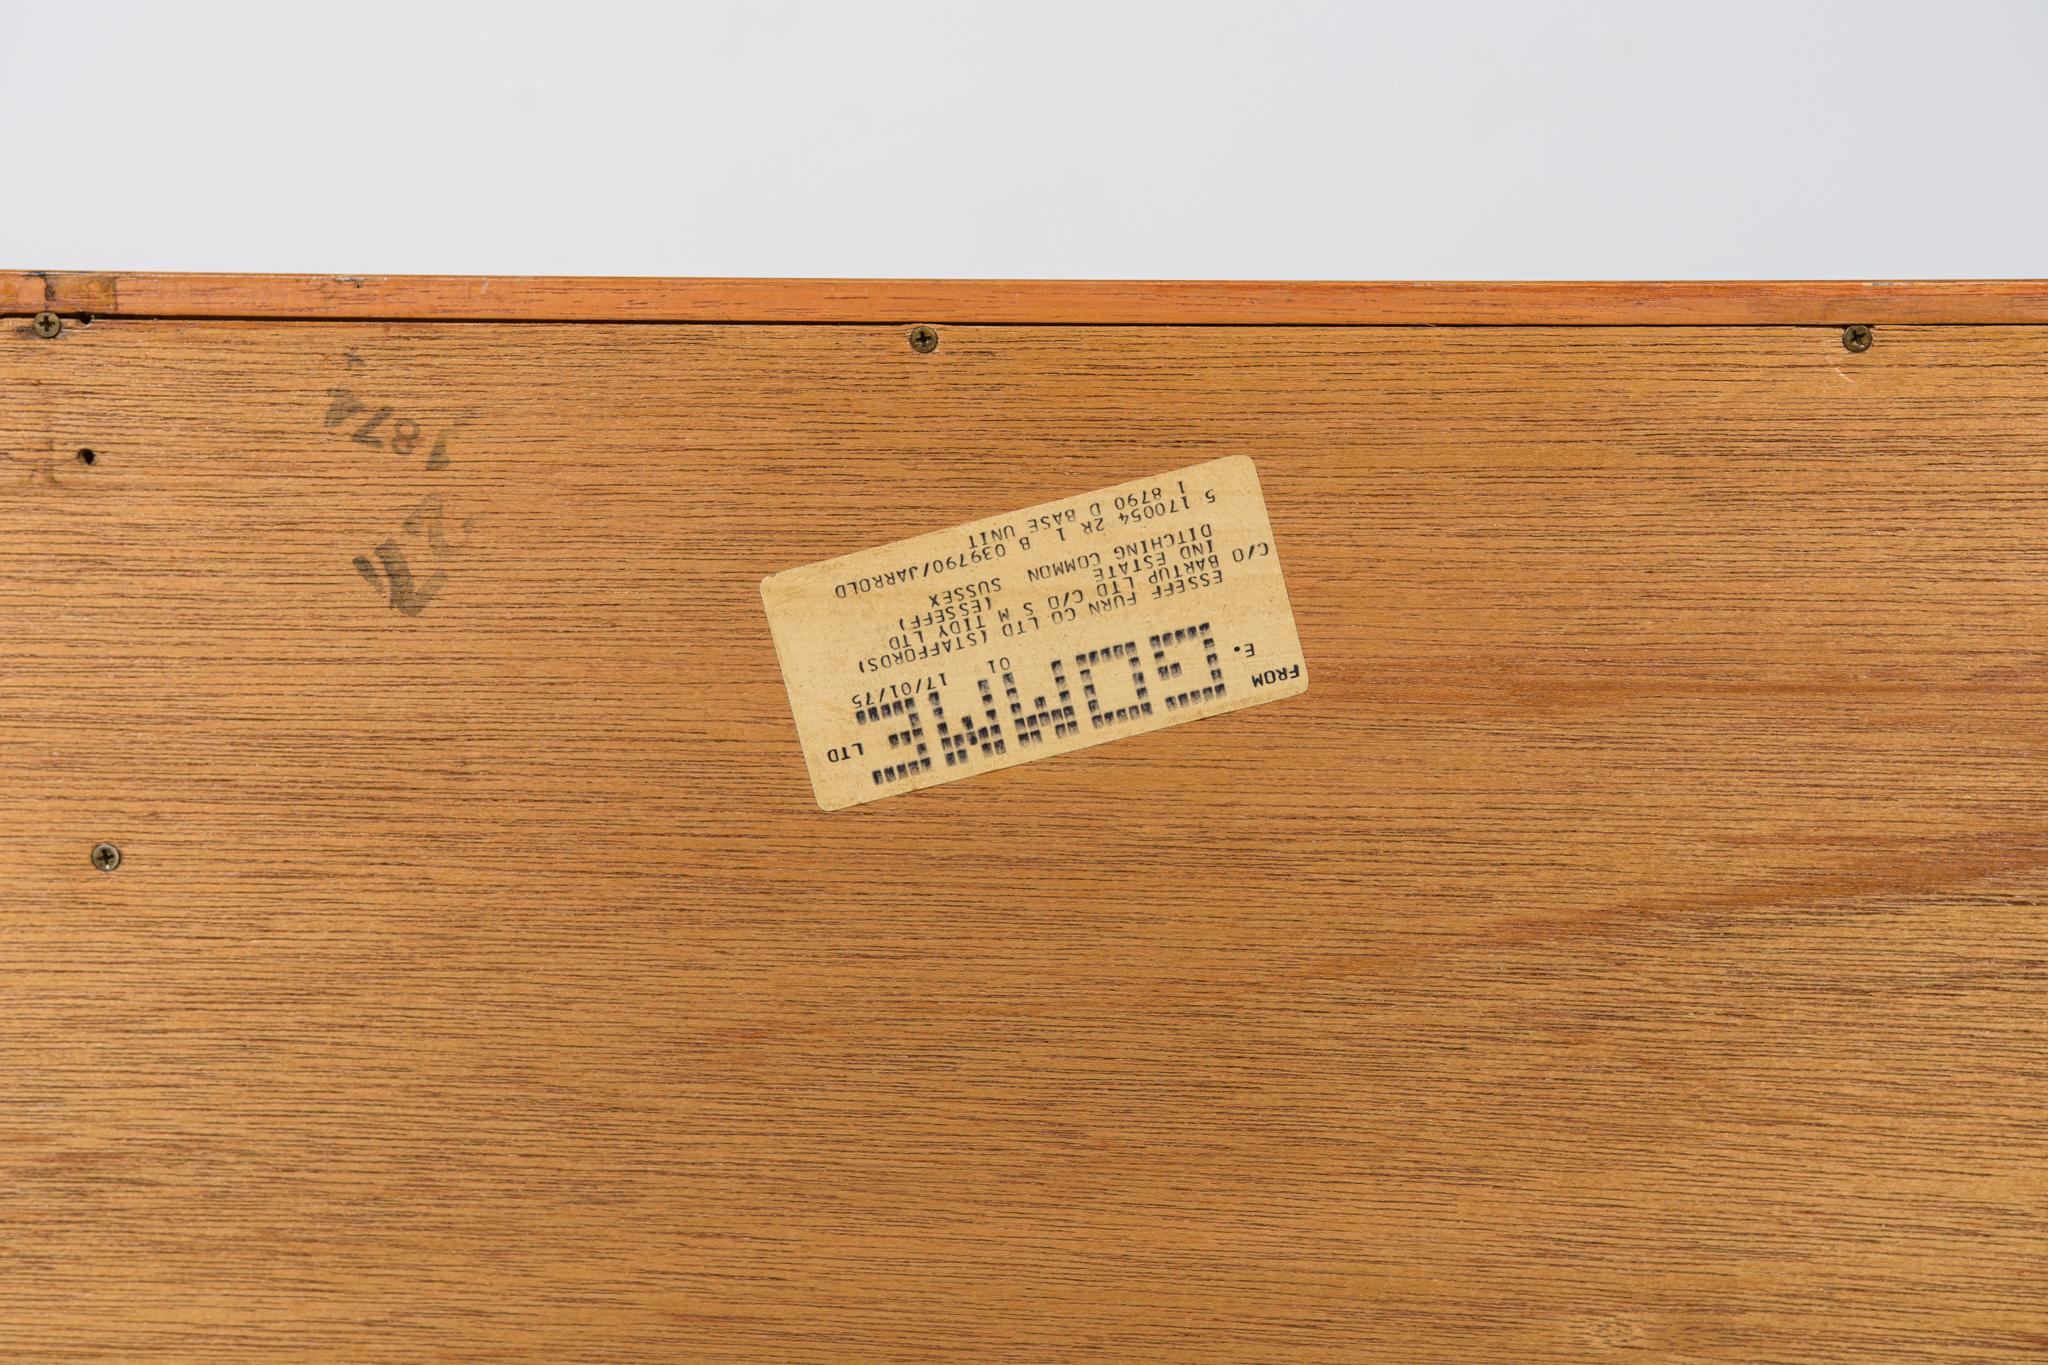 FROM
E. GOMME LTD
01 17/01/75
ESSEFF FURN CO LTD (STAFFORDS)
C/O BARTUP LTD C/O S M TIDY LTD
IND ESTATE (ESSEFF)
DITCHING COMMON SUSSEX
5 170054 2R 1 B 039790/JARROLD
1 8790 D BASE UNIT
1874